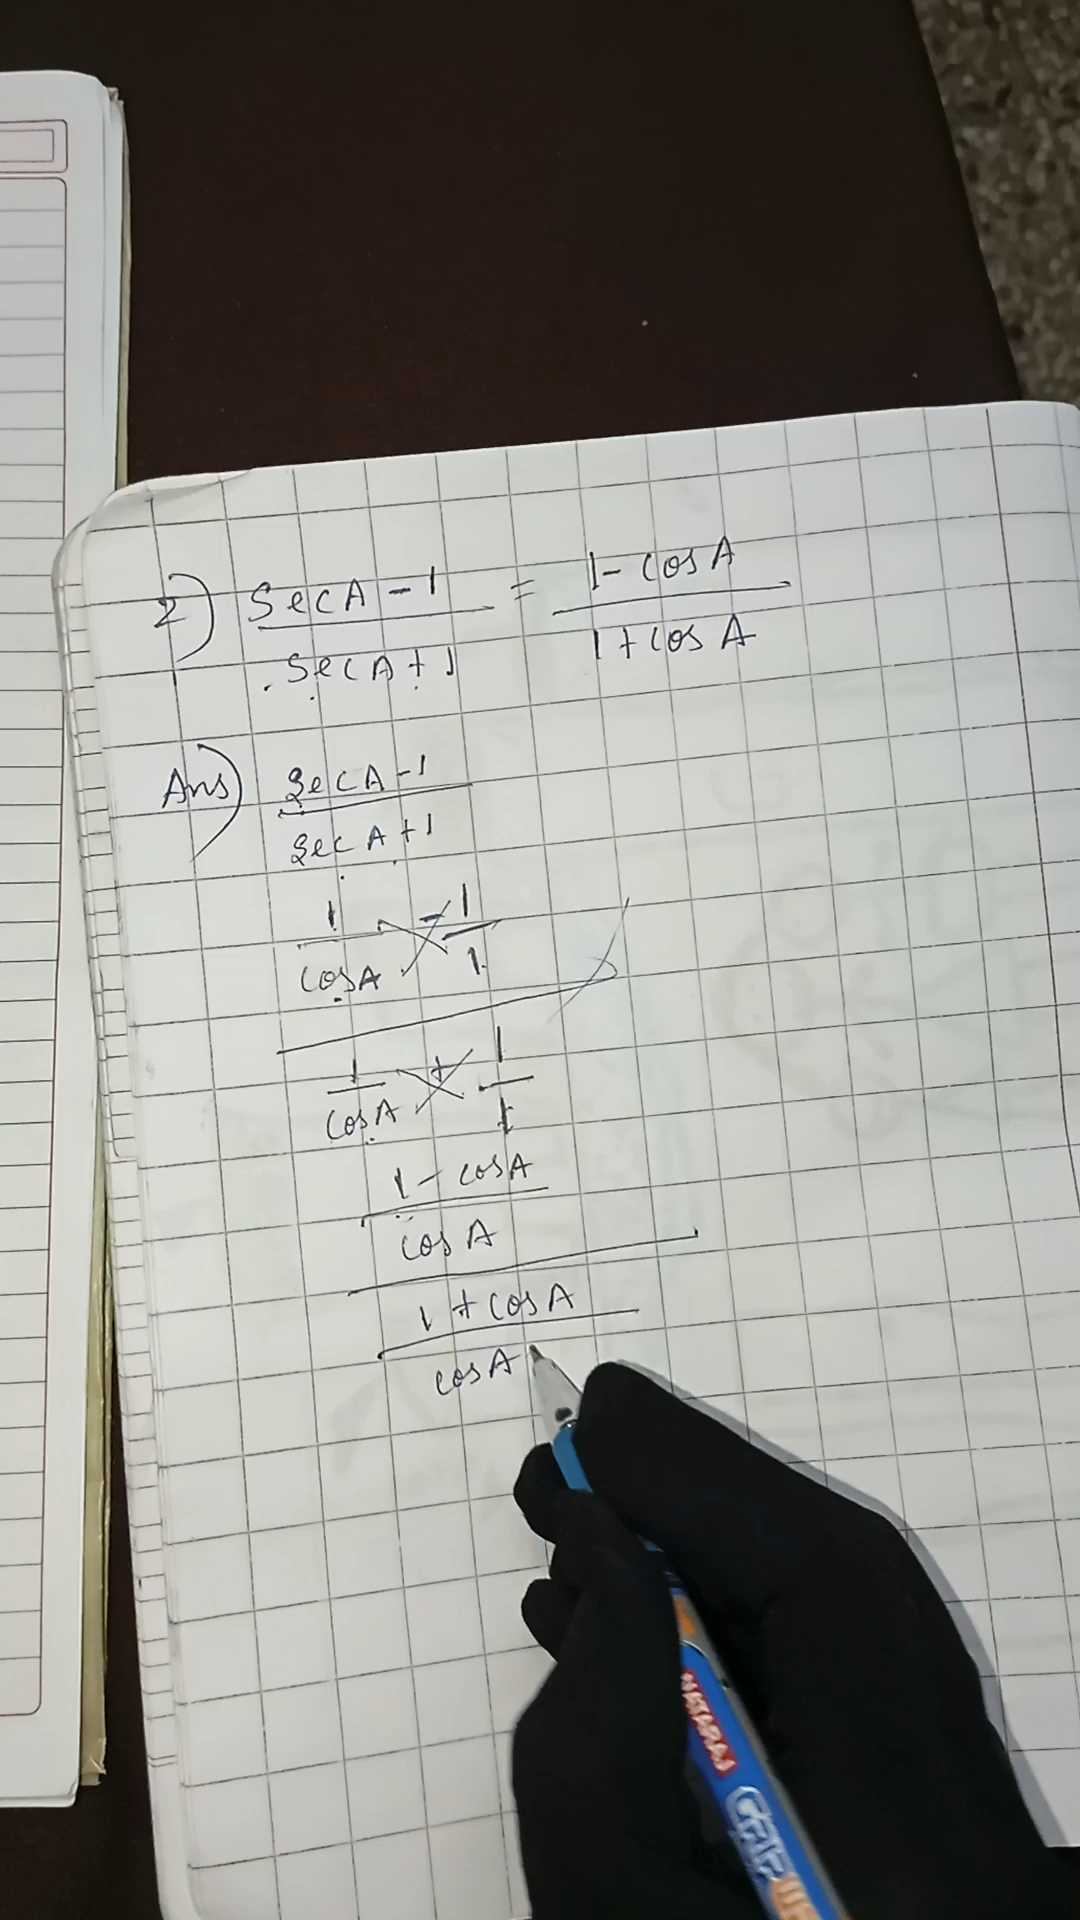 2) SecA - 1 / SecA + 1 = 1 - cosA / 1 + cosA
Ans) SecA - 1 / SecA + 1
1/cosA - 1/1
1/cosA + 1/1
1 - cosA / cosA
1 + cosA / cosA
NATARAJ